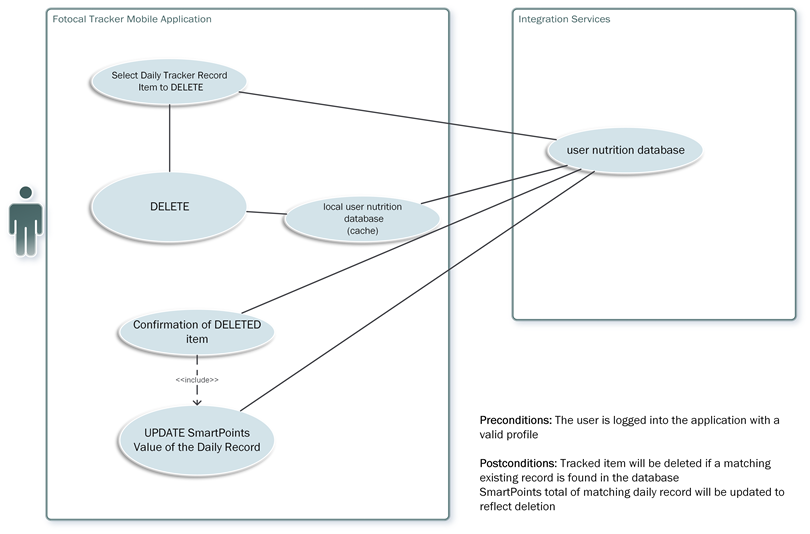 Fotocal Tracker Mobile Application
Integration Services
Select Daily Tracker Record
Item to DELETE
user nutrition database
DELETE
local user nutrition
database
(cache)
Confirmation of DELETED
item
<<include>>
UPDATE SmartPoints
Value of the Daily Record
Preconditions: The user is logged into the application with a
valid profile
Postconditions: Tracked item will be deleted if a matching
existing record is found in the database
SmartPoints total of matching daily record will be updated to
reflect deletion